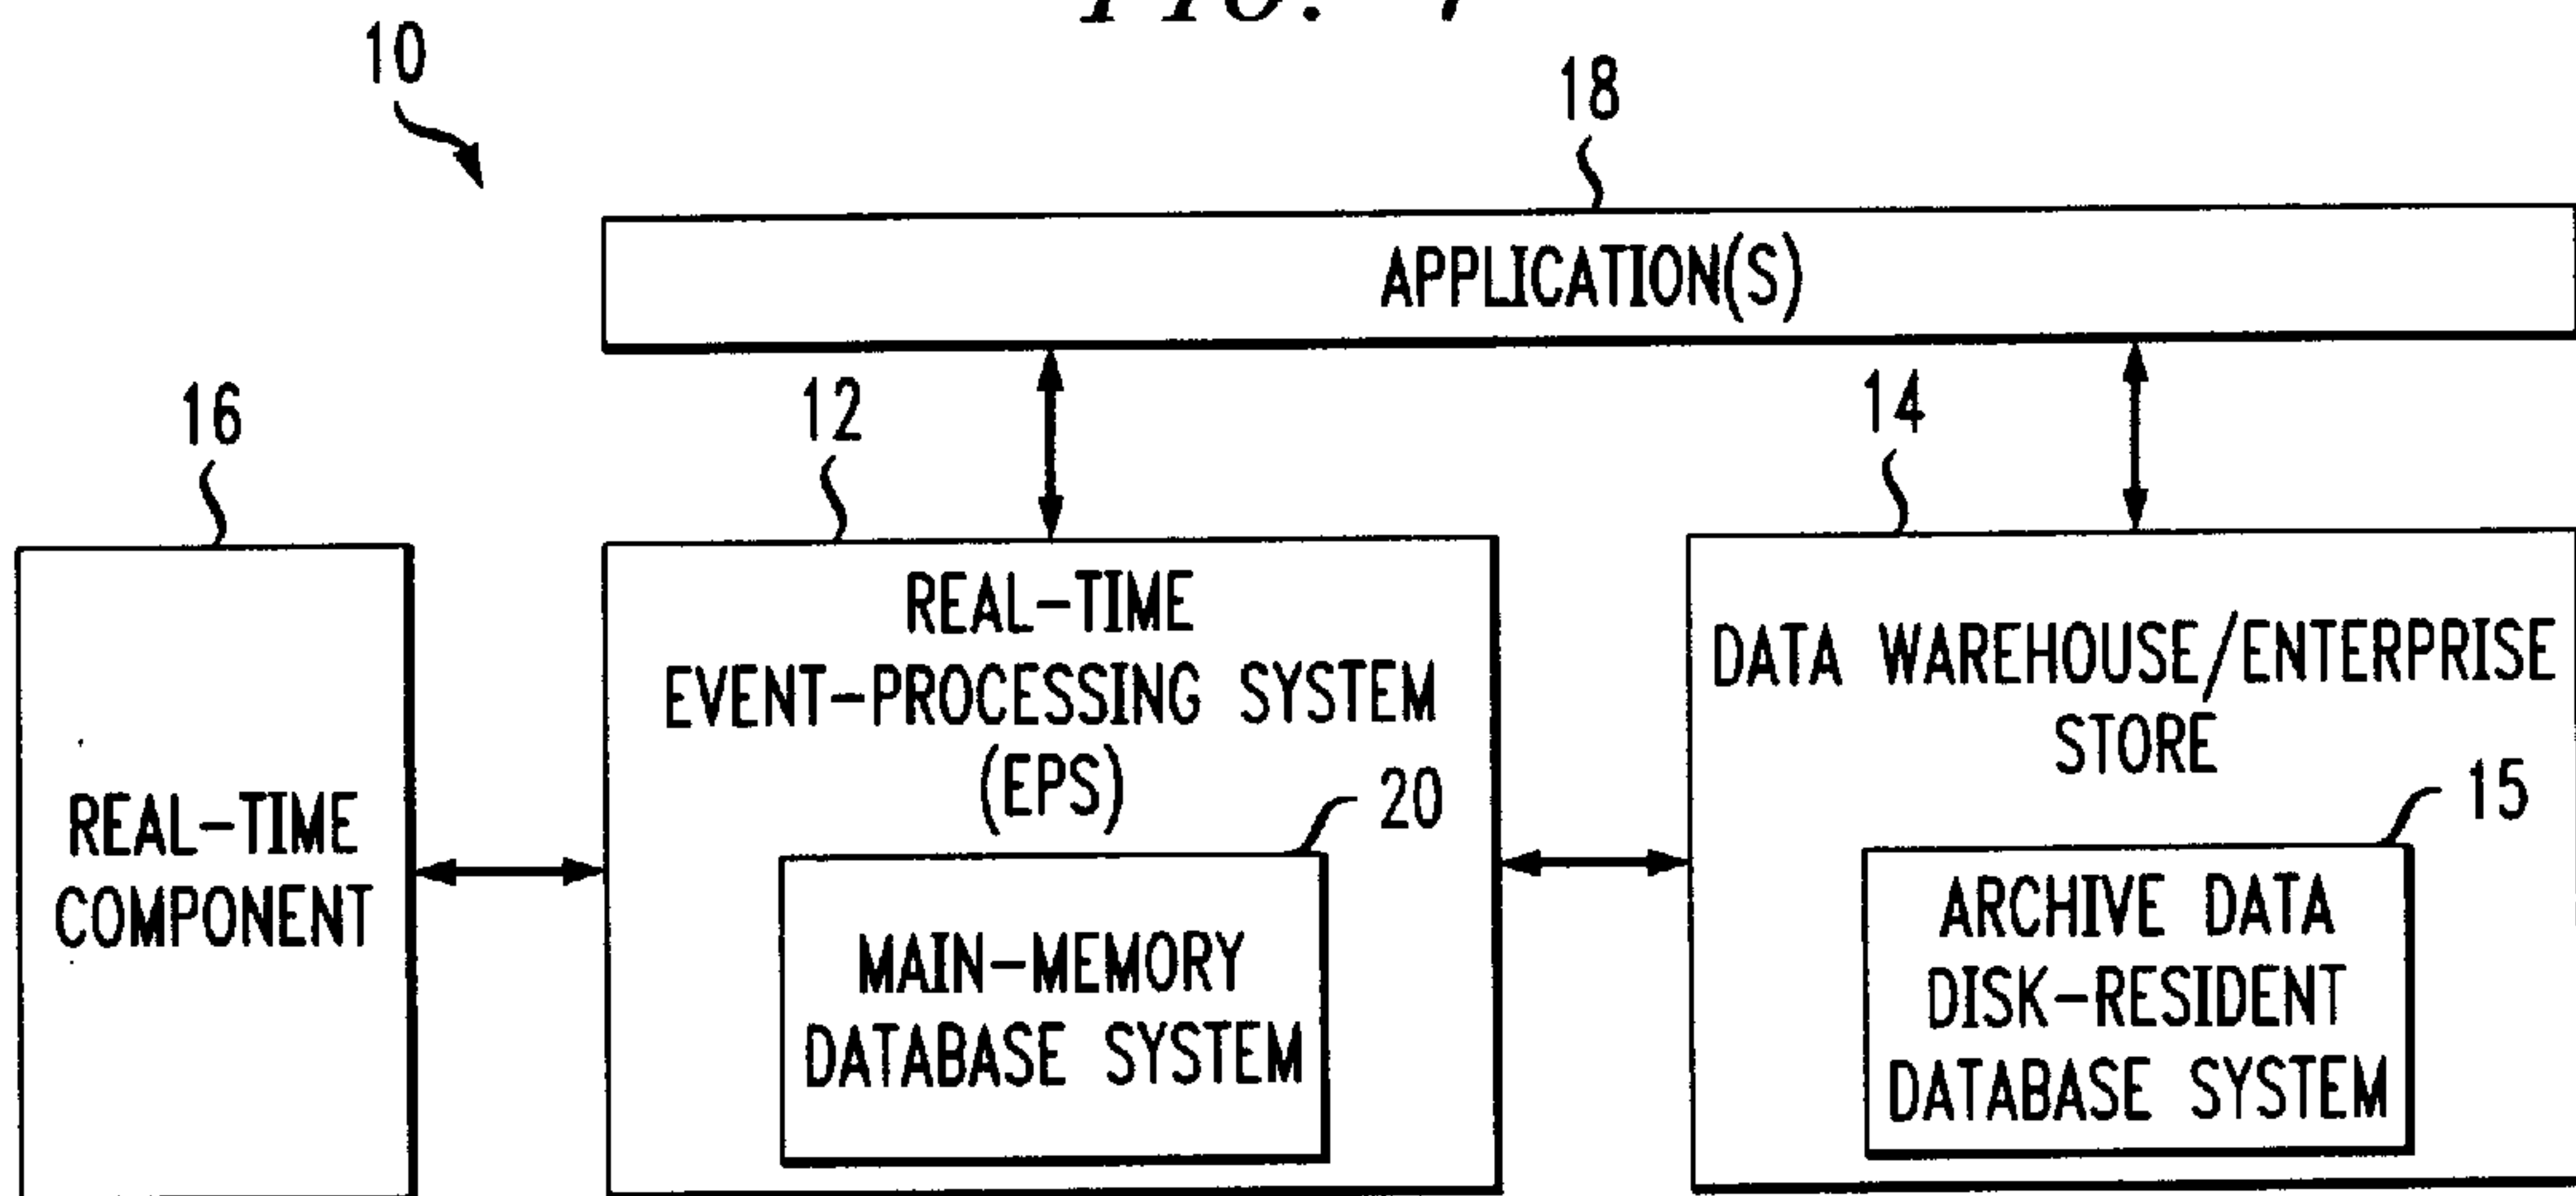 FIG.
10
18
APPLICATION(S)
16
12
14
REAL-TIME
COMPONENT
REAL-TIME
EVENT-PROCESSING SYSTEM
(EPS)
20
MAIN-MEMORY
DATABASE SYSTEM
DATA WAREHOUSE/ENTERPRISE
STORE
15
ARCHIVE DATA
DISK-RESIDENT
DATABASE SYSTEM